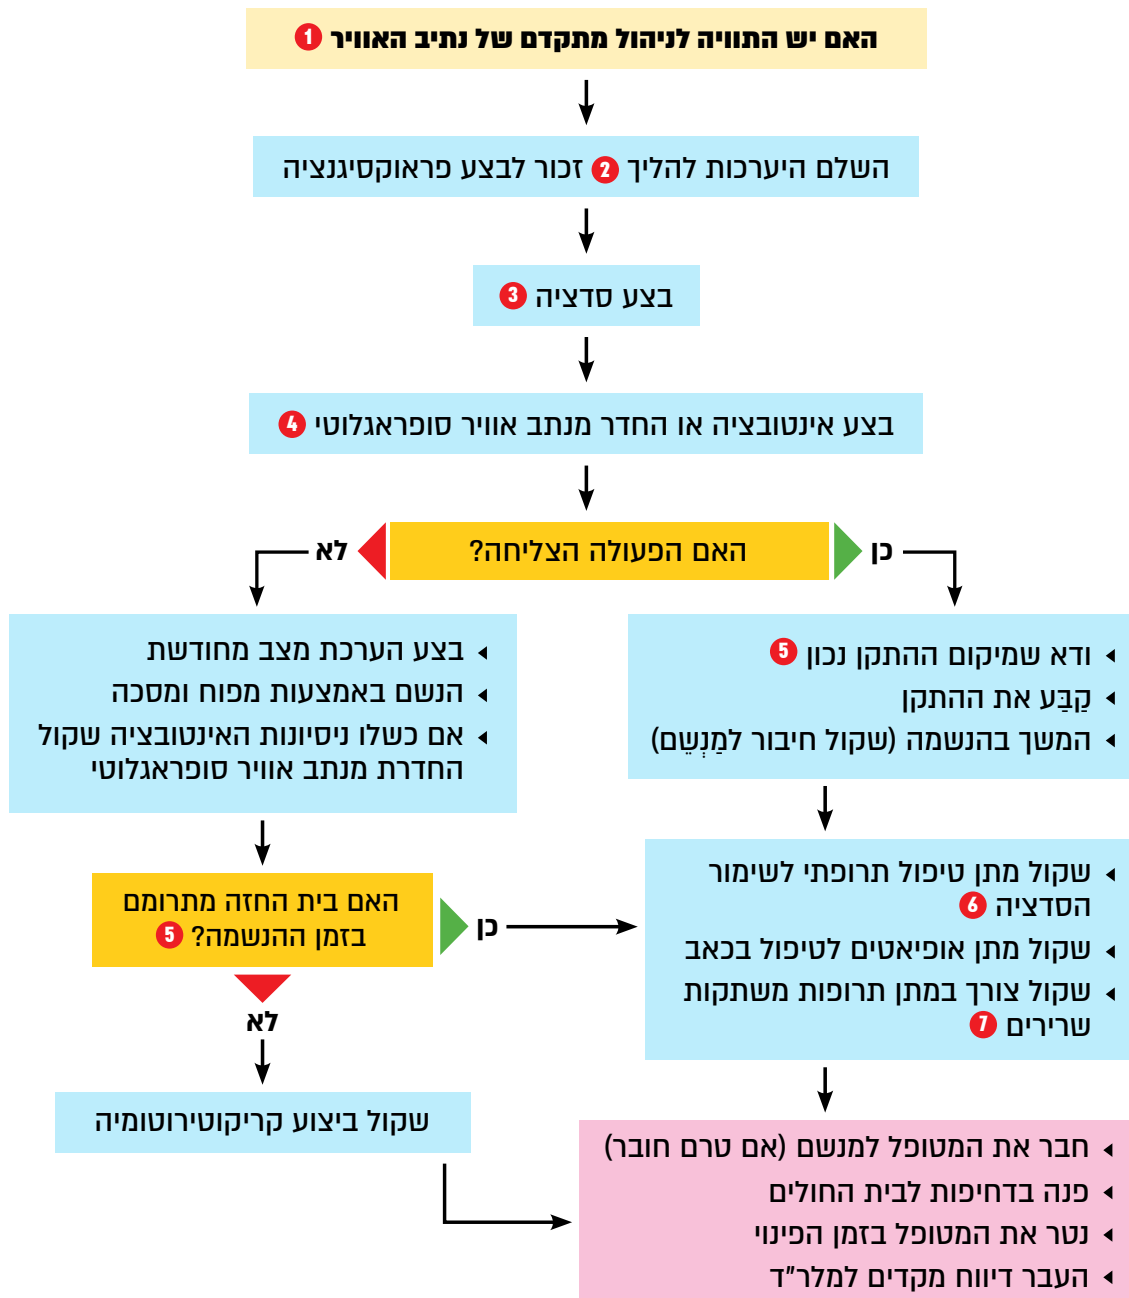 האם יש התוויה לניהול מתקדם של נתיב האוויר 1
השלם היערכות להליך 2 זכור לבצע פראוקסיגנציה
בצע סדציה 3
בצע אינטובציה או החדר מנתב אוויר סופראגלוטי 4
האם הפעולה הצליחה?
כן
לא
ודא שמיקום ההתקן נכון 5
קַבַּע את ההתקן
המשך בהנשמה (שקול חיבור למַנְשֵם)
בצע הערכת מצב מחודשת
הנשם באמצעות מפוח ומסכה
אם כשלו ניסיונות האינטובציה שקול
החדרת מנתב אוויר סופראגלוטי
האם בית החזה מתרומם
בזמן ההנשמה? 5
כן
לא
שקול מתן טיפול תרופתי לשימור
הסדציה 6
שקול מתן אופיאטים לטיפול בכאב
שקול צורך במתן תרופות משתקות
שרירים 7
שקול ביצוע קריקוטירוטומיה
חבר את המטופל למנשם (אם טרם חובר)
פנה בדחיפות לבית החולים
נטר את המטופל בזמן הפינוי
העבר דיווח מקדים למלר"ד